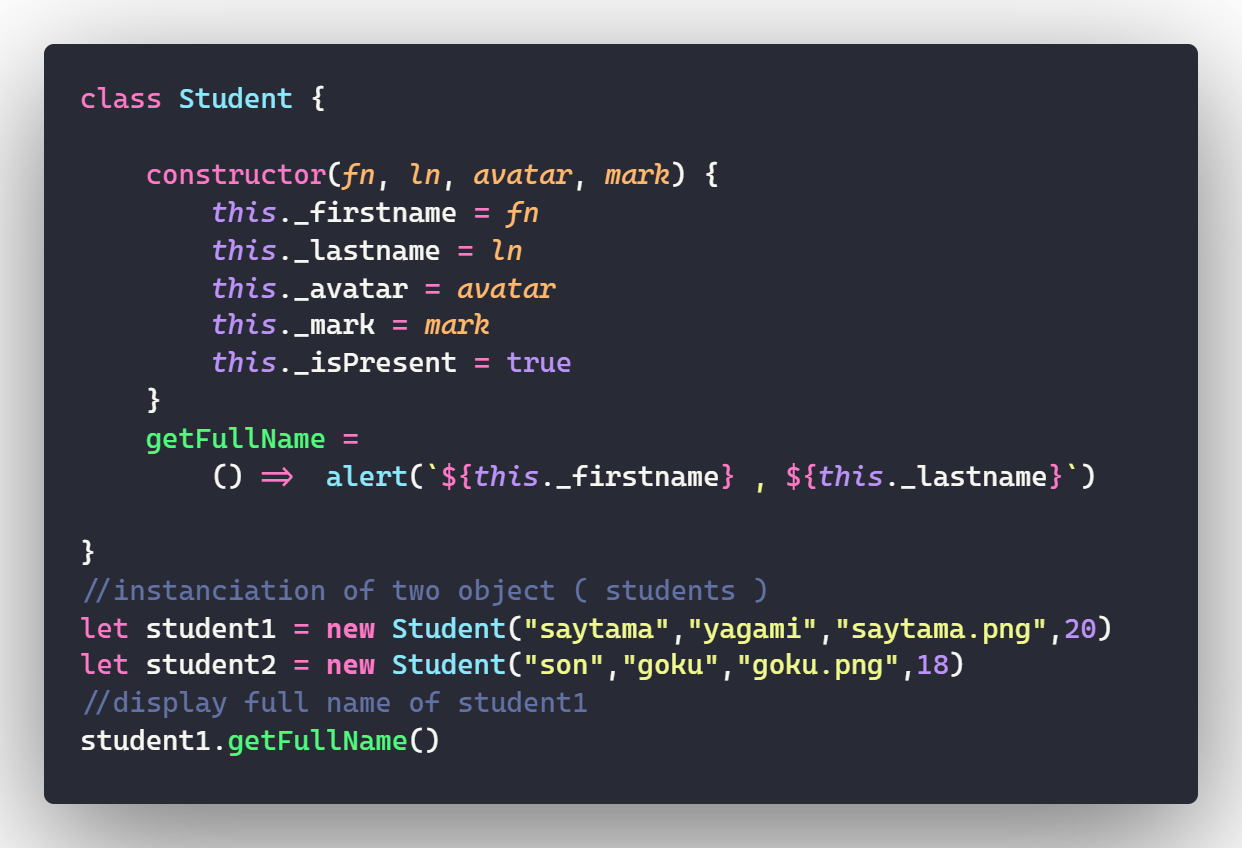 class Student {
constructor(fn, ln, avatar, mark) {
this._firstname = fn
this._lastname = ln
this._avatar = avatar
this._mark = mark
this._isPresent = true
}
getFullName =
() => alert(`${this._firstname} , ${this._lastname}`)
}
//instanciation of two object ( students )
let student1 = new Student("saytama","yagami","saytama.png",20)
let student2 = new Student("son","goku","goku.png",18)
//display full name of student1
student1.getFullName()